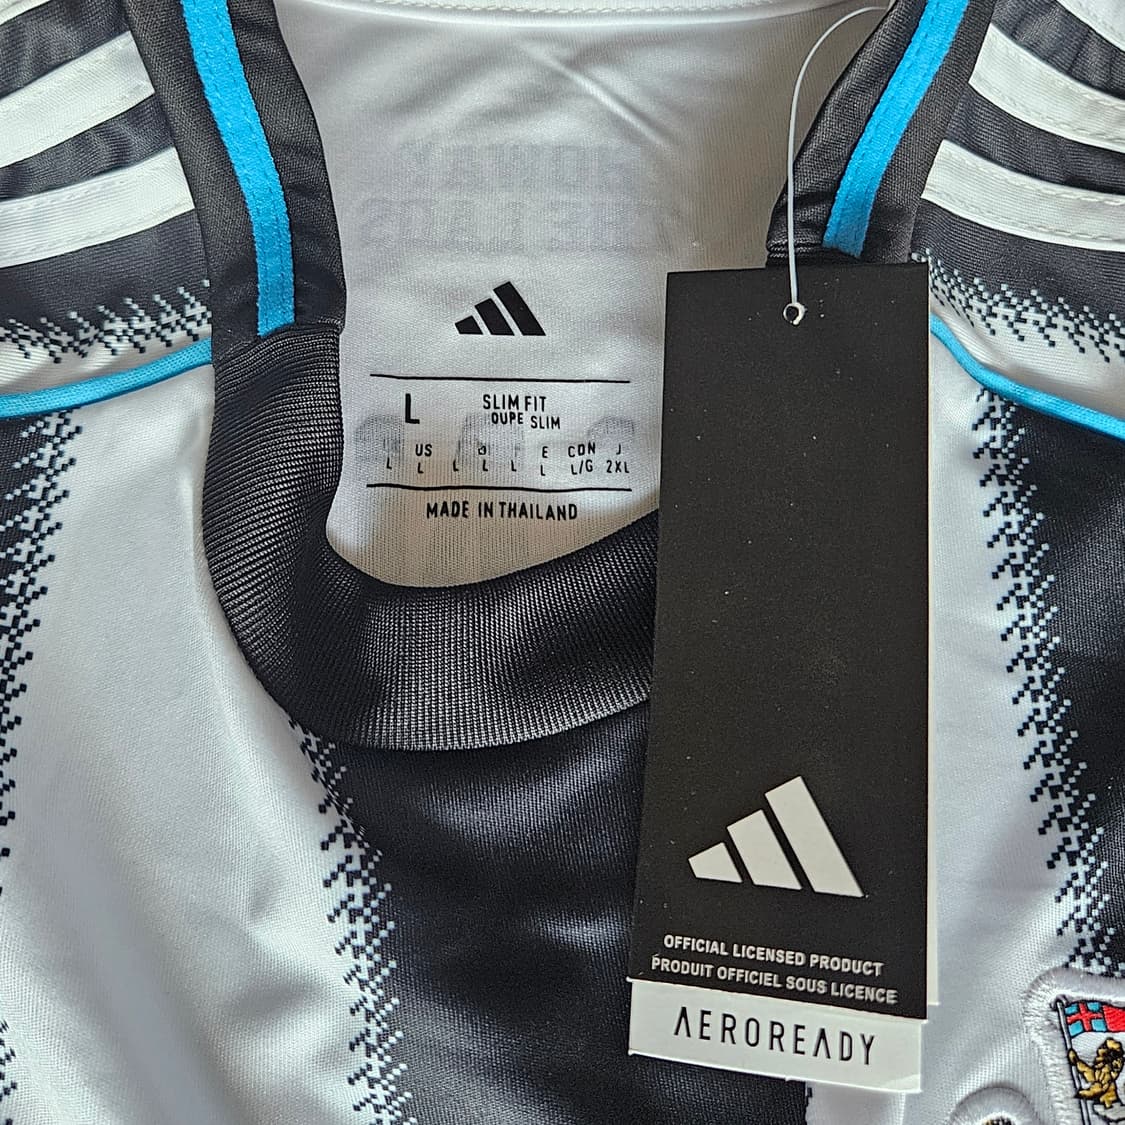 L
SLIM FIT
OUPE SLIM
US E CON J
L L L L L L L/G 2XL
MADE IN THAILAND
OFFICIAL LICENSED PRODUCT
PRODUIT OFFICIEL SOUS LICENCE
AEROREADY